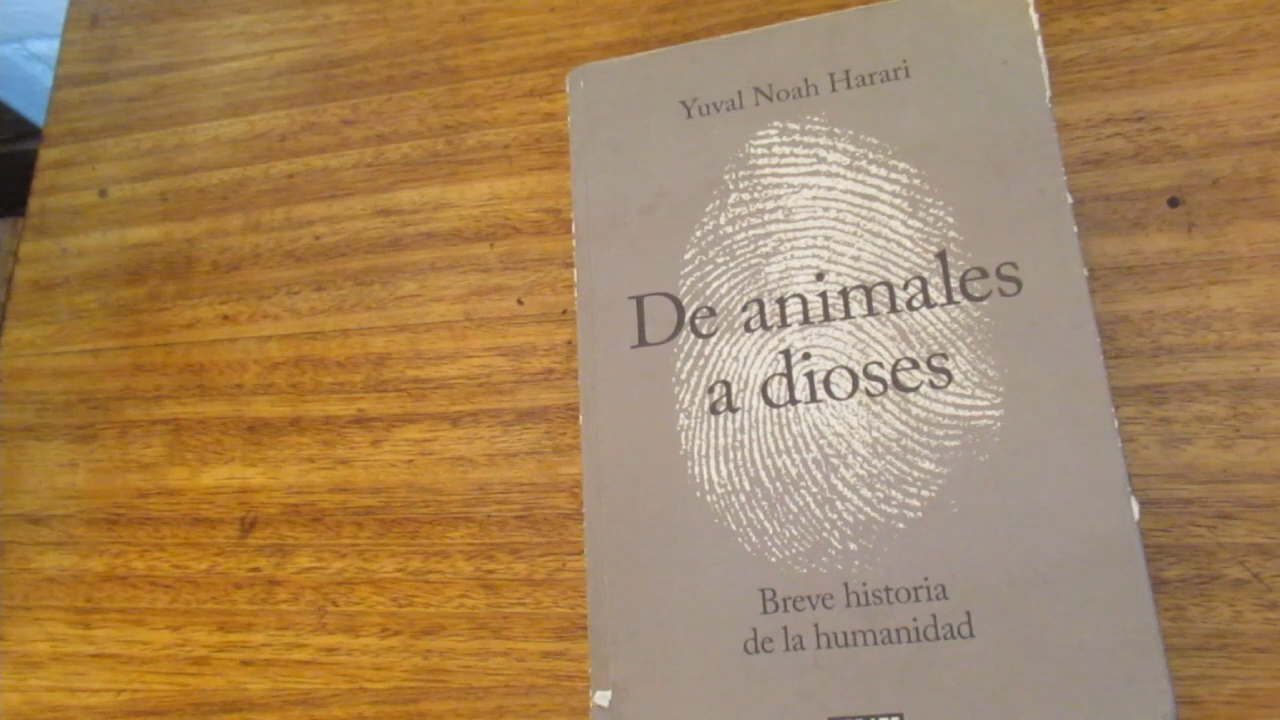 Yuval Noah Harari
De animales
a dioses
Breve historia
de la humanidad